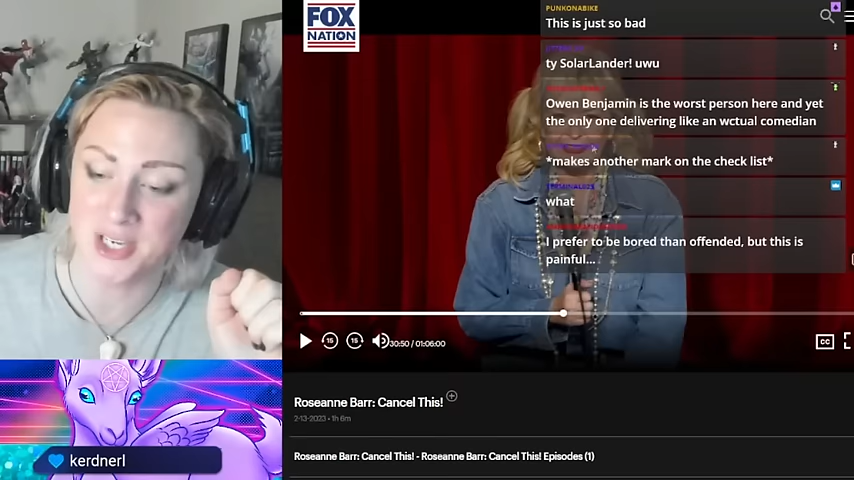 FOX
NATION
PUNKONABIKE
This is just so bad
ty SolarLander! uwu
Owen Benjamin is the worst person here and yet
the only one delivering like an wctual comedian
*makes another mark on the check list*
what
I prefer to be bored than offended, but this is
painful...
15 15 30:50 / 01:06:00
CC
Roseanne Barr: Cancel This!
2-13-2023 • 1h 6m
Roseanne Barr: Cancel This! - Roseanne Barr: Cancel This! Episodes (1)
kerdnerl